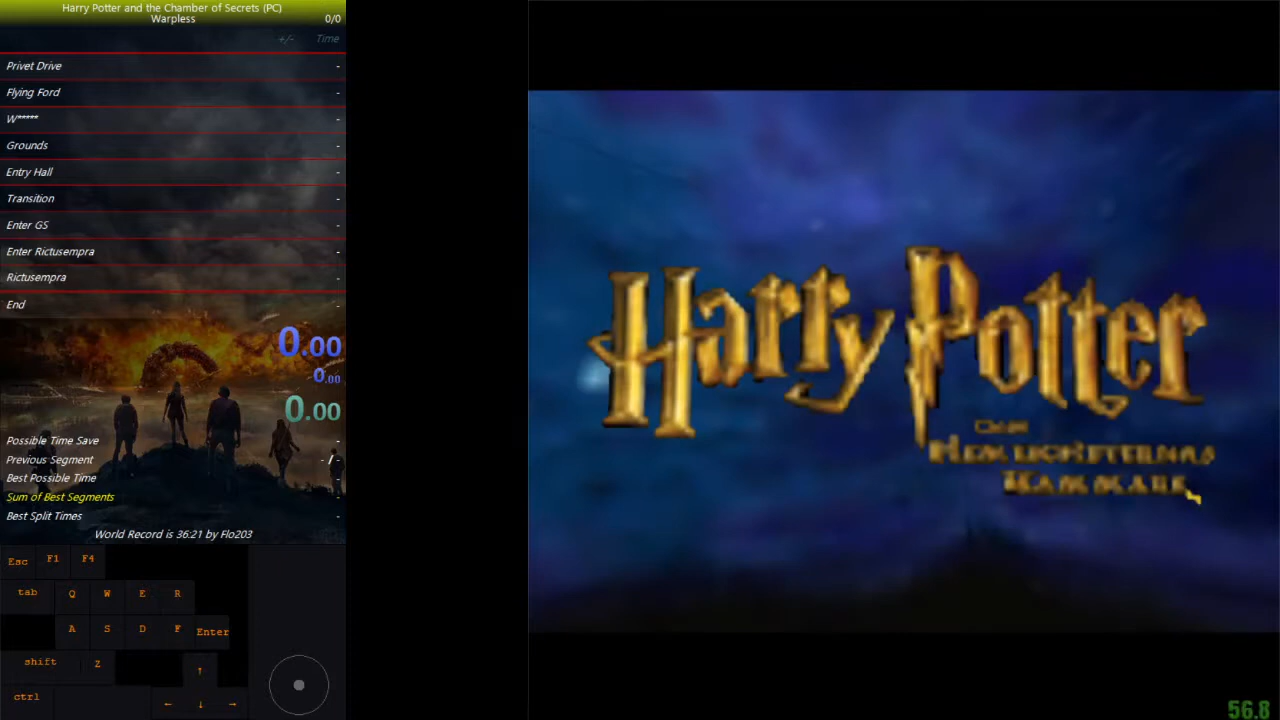 Harry Potter and the Chamber of Secrets (PC)
Warpless
0/0
+/- Time
Privet Drive -
Flying Ford -
W***** -
Grounds -
Entry Hall -
Transition -
Enter GS -
Enter Rictusempra -
Rictusempra -
End -
0.00
0.00
0.00
Possible Time Save -
Previous Segment - / -
Best Possible Time -
Sum of Best Segments -
Best Split Times -
World Record is 36:21 by Flo203
Esc F1 F4
tab Q W E R
A S D F Enter
shift Z ↑
ctrl ← ↓ →
Harry Potter
OCH
HEMLIGHETERNAS
KAMMARE
56.8